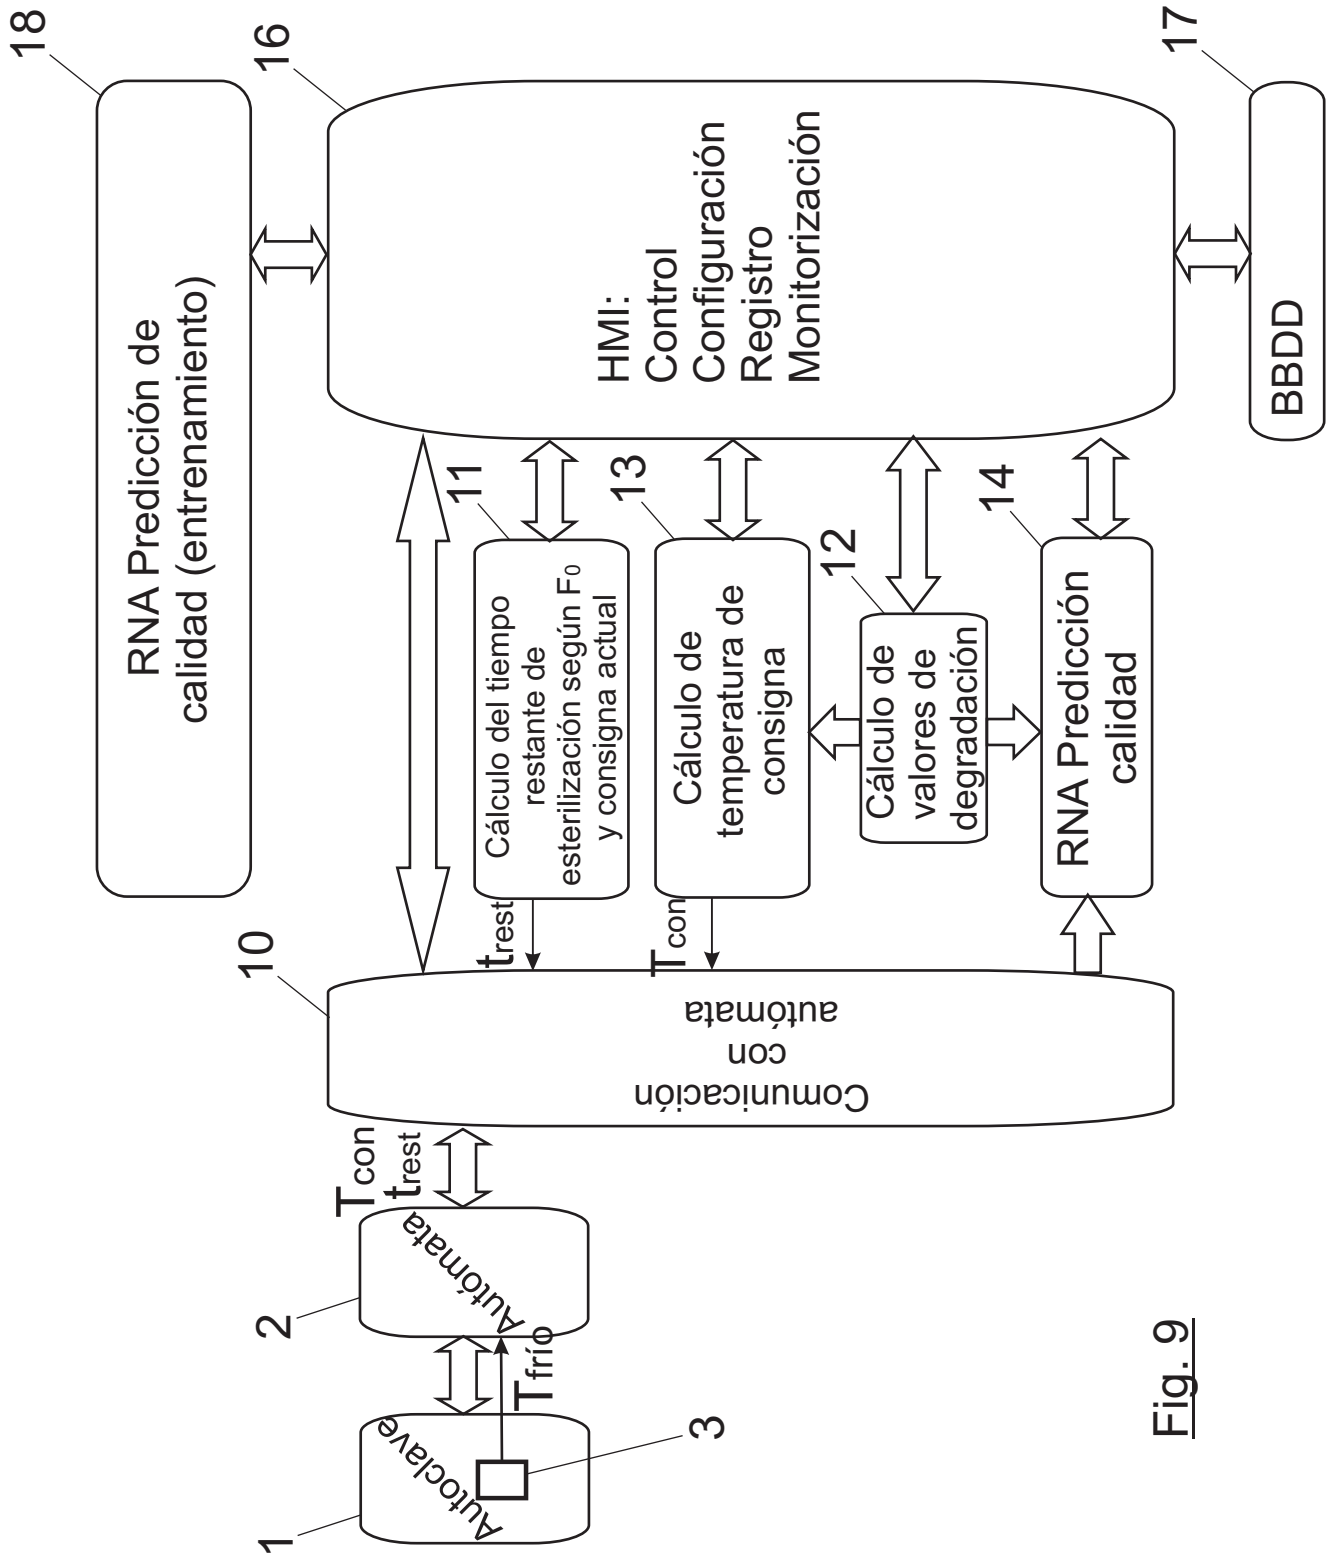 18
RNA Predicción de
calidad (entrenamiento)
16
HMI:
Control
Configuración
Registro
Monitorización
17
BBDD
10
Comunicación
con
autómata
11
Cálculo del tiempo
restante de
esterilización según F0
y consigna actual
trest
13
Cálculo de
temperatura de
consigna
Tcon
12
Cálculo de
valores de
degradación
14
RNA Predicción
calidad
Tcon
trest
2
Autómata
Tfrío
1
Autoclave
3
Fig. 9